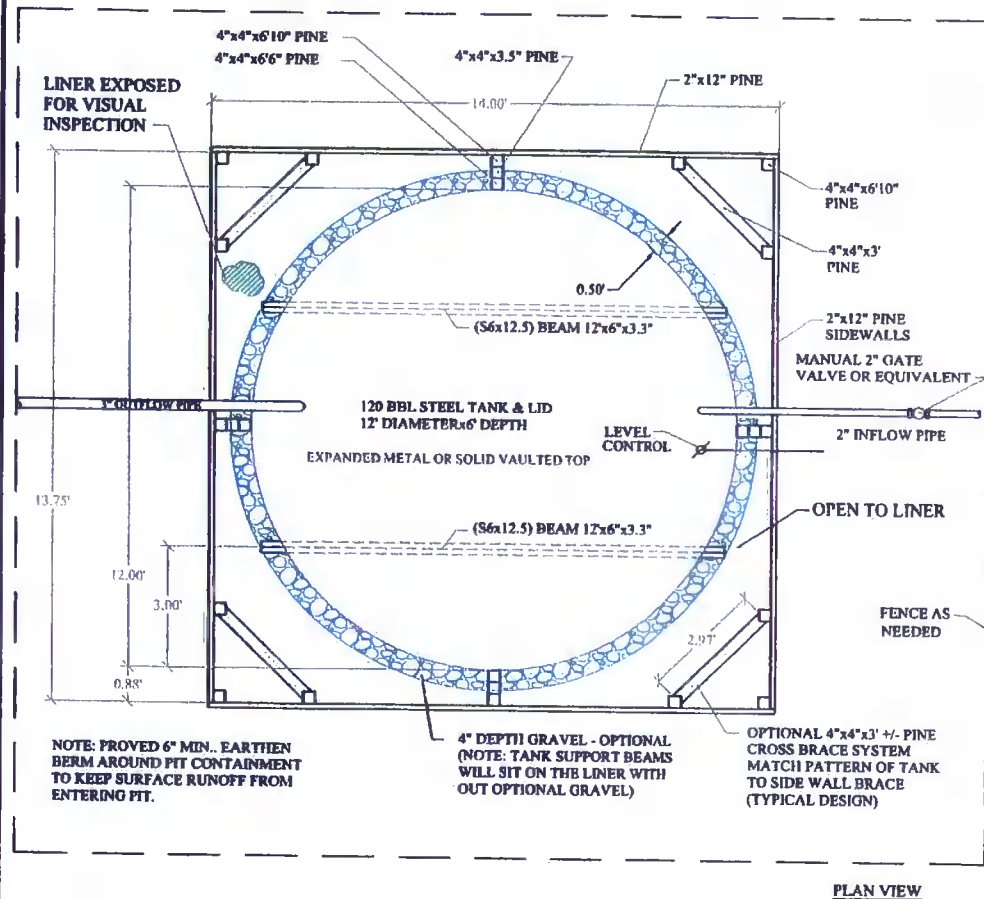 4"x4"x6'10" PINE
4"x4"x6'6" PINE
4"x4"x3.5" PINE
2"x12" PINE
LINER EXPOSED
FOR VISUAL
INSPECTION
14.00'
4"x4"x6'10"
PINE
4"x4"x3'
PINE
0.50'
(S6x12.5) BEAM 12'x6"x3.3"
2"x12" PINE
SIDEWALLS
MANUAL 2" GATE
VALVE OR EQUIVALENT
OUTFLOW PIPE
120 BBL STEEL TANK & LID
12' DIAMETERx6' DEPTH
2" INFLOW PIPE
LEVEL
CONTROL
EXPANDED METAL OR SOLID VAULTED TOP
13.75'
OPEN TO LINER
(S6x12.5) BEAM 12'x6"x3.3"
12.00'
3.00'
FENCE AS
NEEDED
2.97'
0.88'
NOTE: PROVED 6" MIN.. EARTHEN
BERM AROUND PIT CONTAINMENT
TO KEEP SURFACE RUNOFF FROM
ENTERING PIT.
4" DEPTH GRAVEL - OPTIONAL
(NOTE: TANK SUPPORT BEAMS
WILL SIT ON THE LINER WITH
OUT OPTIONAL GRAVEL)
OPTIONAL 4"x4"x3' +/- PINE
CROSS BRACE SYSTEM
MATCH PATTERN OF TANK
TO SIDE WALL BRACE
(TYPICAL DESIGN)
PLAN VIEW